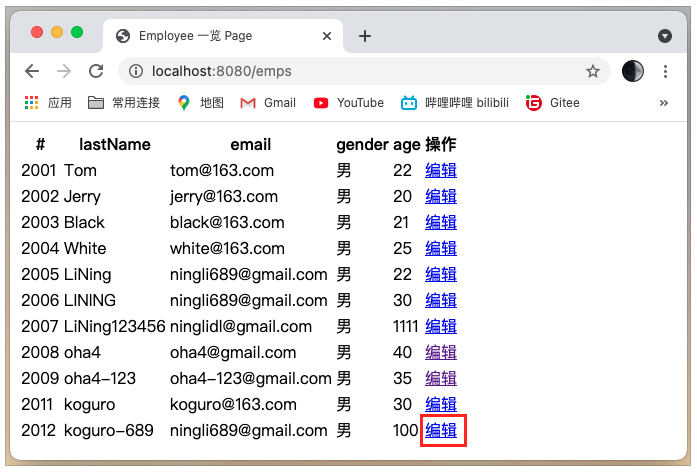 Employee 一览 Page
localhost:8080/emps
应用 常用连接 地图 Gmail YouTube 哔哩哔哩 bilibili Gitee
# lastName email gender age 操作
2001 Tom tom@163.com 男 22 编辑
2002 Jerry jerry@163.com 男 20 编辑
2003 Black black@163.com 男 21 编辑
2004 White white@163.com 男 25 编辑
2005 LiNing ningli689@gmail.com 男 22 编辑
2006 LINING ningli689@gmail.com 男 30 编辑
2007 LiNing123456 ninglidl@gmail.com 男 1111 编辑
2008 oha4 oha4@gmail.com 男 40 编辑
2009 oha4-123 oha4-123@gmail.com 男 35 编辑
2011 koguro koguro@163.com 男 30 编辑
2012 koguro-689 ningli689@gmail.com 男 100 编辑